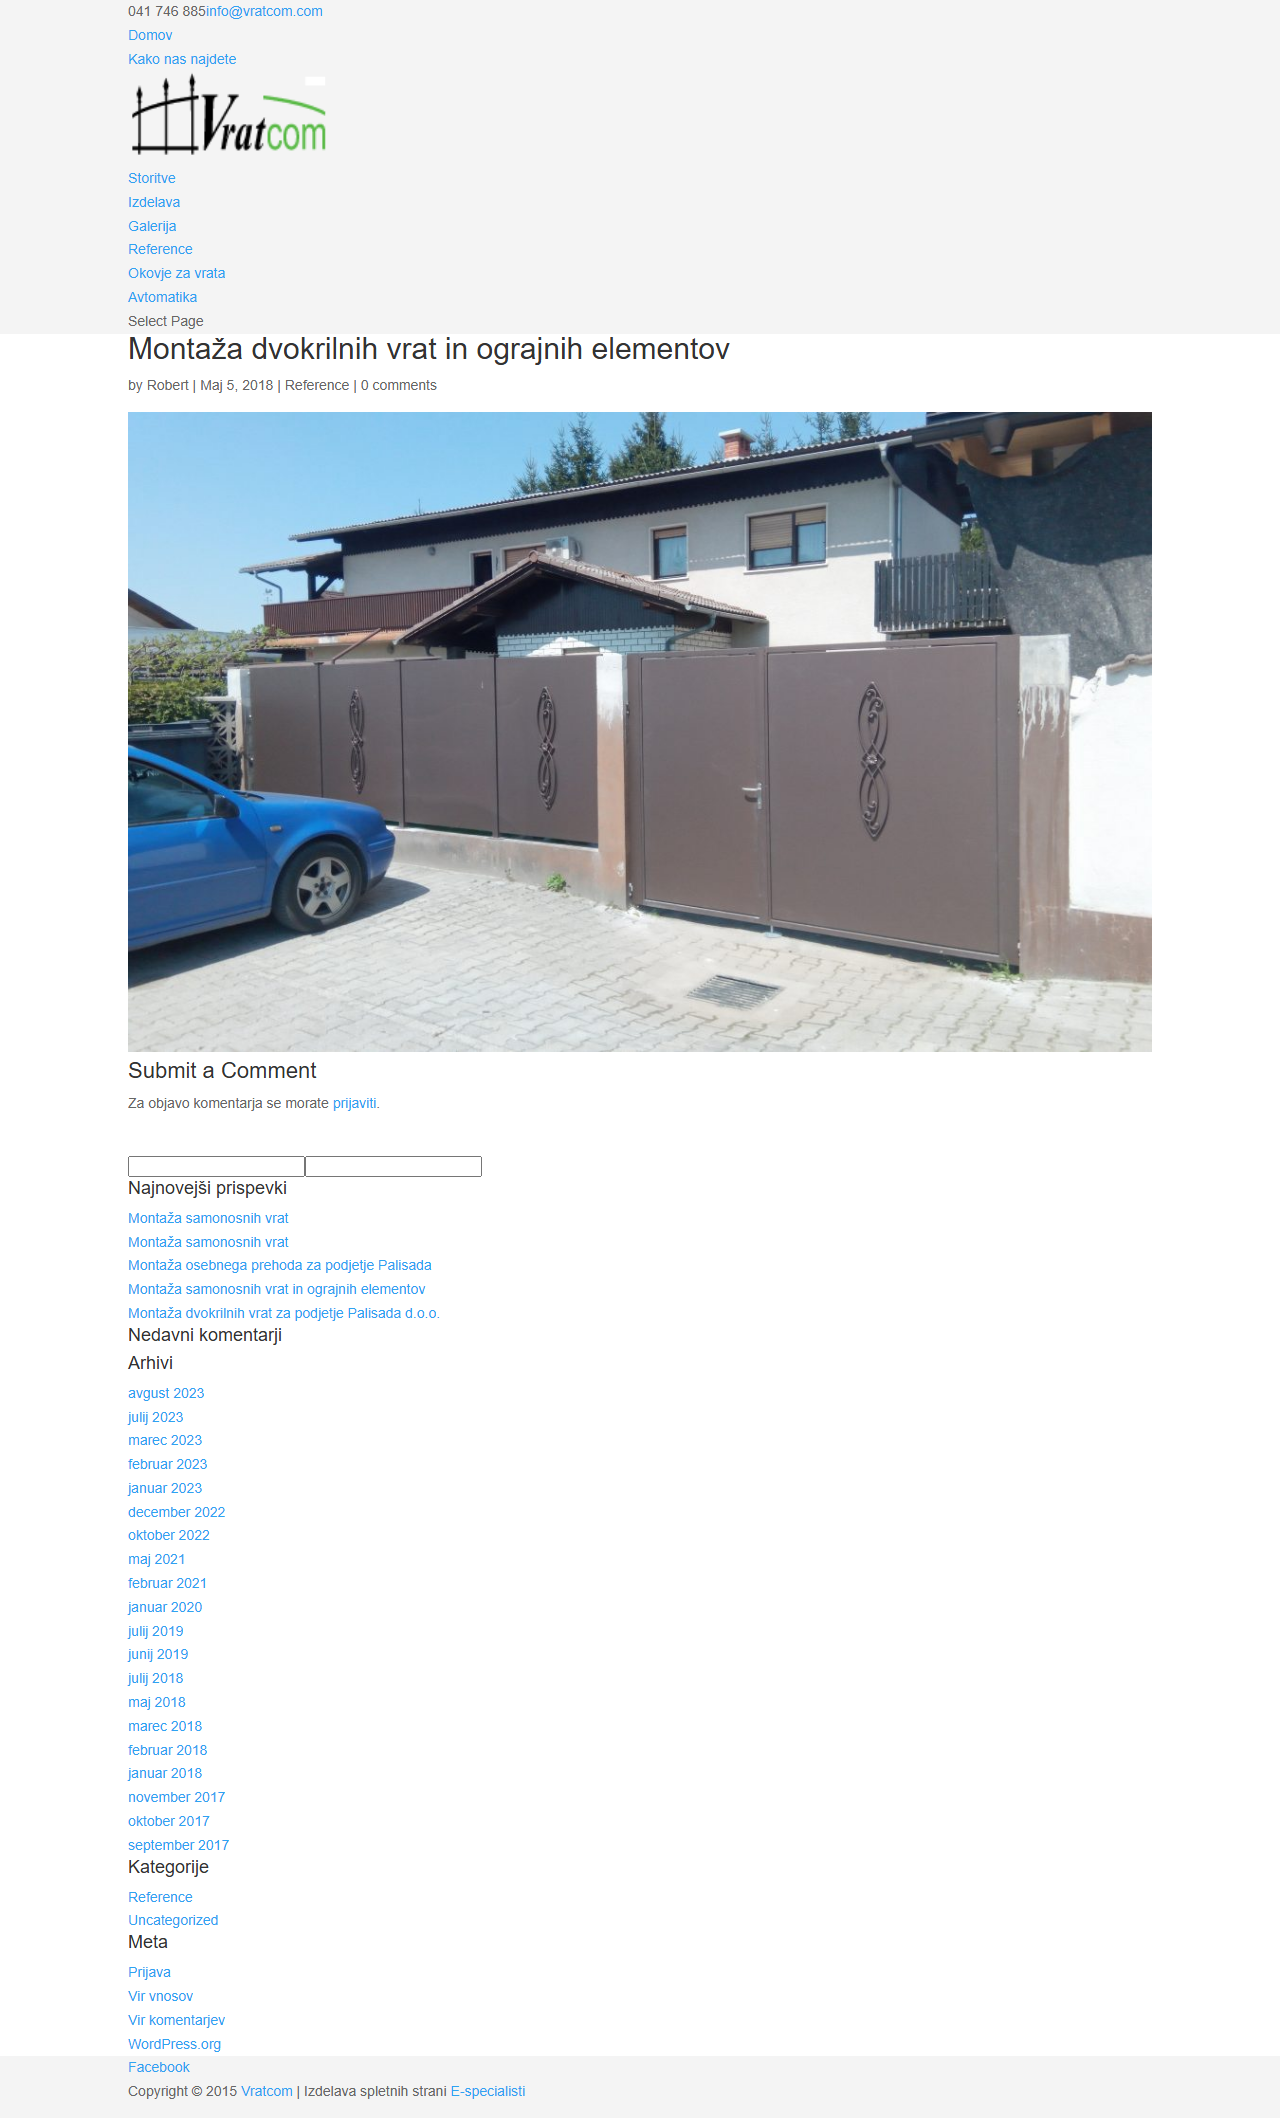 041 746 885info@vratcom.com
Domov
Kako nas najdete
Vratcom
Storitve
Izdelava
Galerija
Reference
Okovje za vrata
Avtomatika
Select Page
Montaža dvokrilnih vrat in ograjnih elementov
by Robert | Maj 5, 2018 | Reference | 0 comments
Submit a Comment
Za objavo komentarja se morate prijaviti.
Najnovejši prispevki
Montaža samonosnih vrat
Montaža samonosnih vrat
Montaža osebnega prehoda za podjetje Palisada
Montaža samonosnih vrat in ograjnih elementov
Montaža dvokrilnih vrat za podjetje Palisada d.o.o.
Nedavni komentarji
Arhivi
avgust 2023
julij 2023
marec 2023
februar 2023
januar 2023
december 2022
oktober 2022
maj 2021
februar 2021
januar 2020
julij 2019
junij 2019
julij 2018
maj 2018
marec 2018
februar 2018
januar 2018
november 2017
oktober 2017
september 2017
Kategorije
Reference
Uncategorized
Meta
Prijava
Vir vnosov
Vir komentarjev
WordPress.org
Facebook
Copyright © 2015 Vratcom | Izdelava spletnih strani E-specialisti